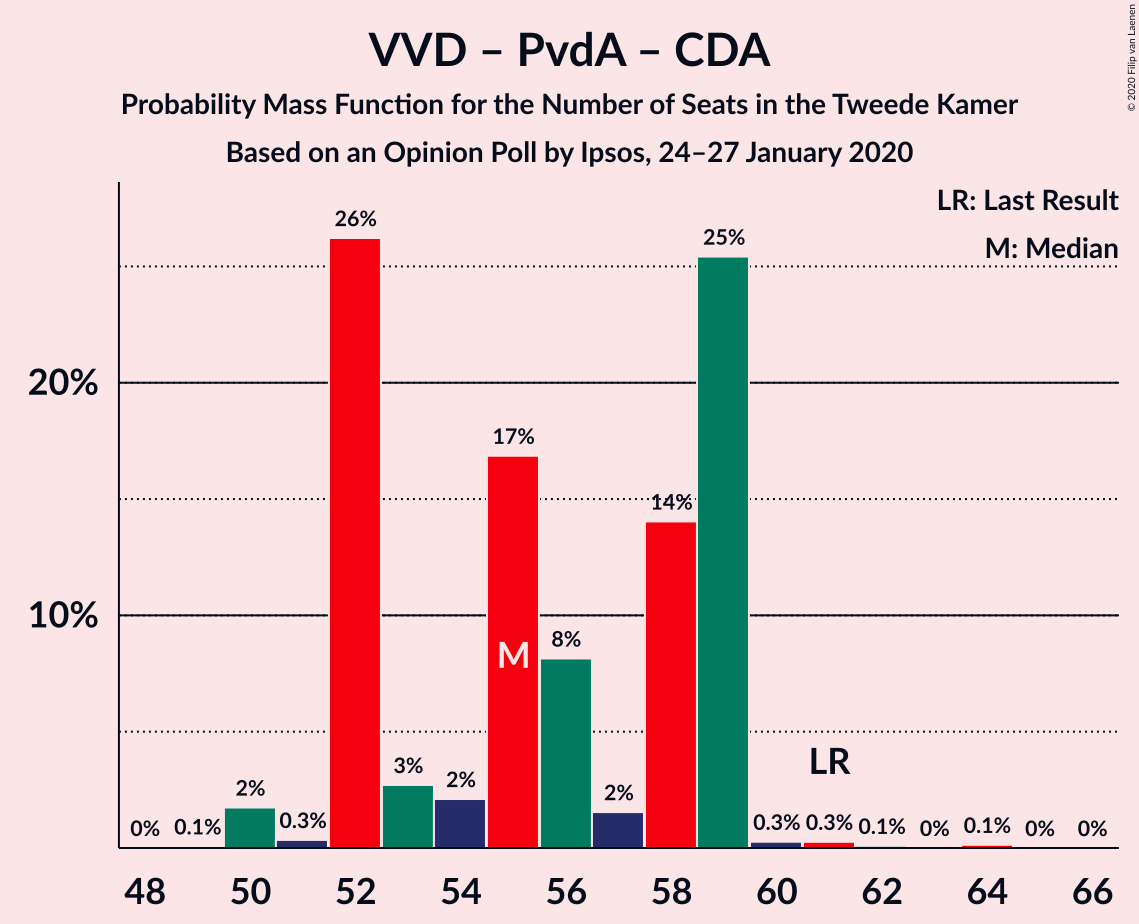 VVD – PvdA – CDA
Probability Mass Function for the Number of Seats in the Tweede Kamer
Based on an Opinion Poll by Ipsos, 24–27 January 2020
© 2020 Filip van Laenen
LR: Last Result
M: Median
26%
25%
20%
17%
14%
10%
M
8%
LR
3%
2%
2%
2%
0%
0.1%
0.3%
0.3%
0.3%
0.1%
0%
0.1%
0%
0%
48 50 52 54 56 58 60 62 64 66